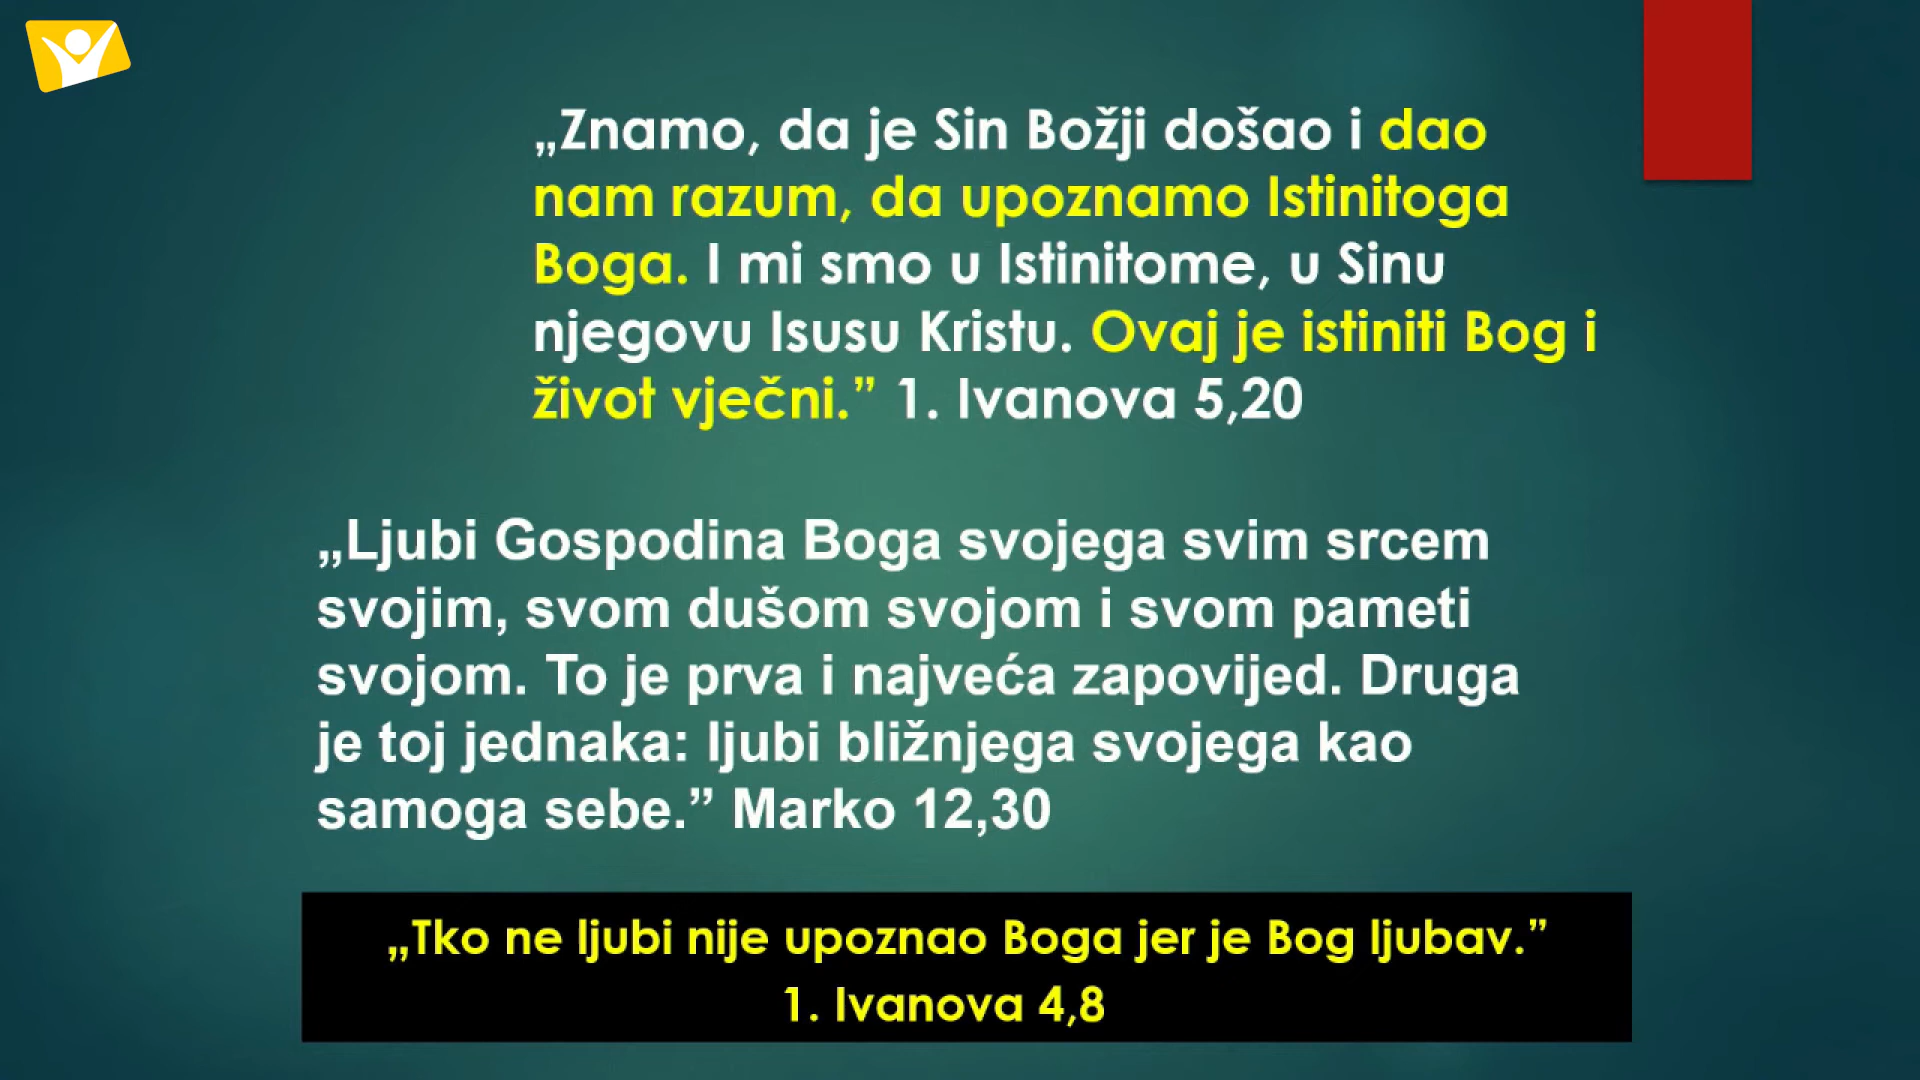 „Znamo, da je Sin Božji došao i dao
nam razum, da upoznamo Istinitoga
Boga. I mi smo u Istinitome, u Sinu
njegovu Isusu Kristu. Ovaj je istiniti Bog i
život vječni.” 1. Ivanova 5,20
„Ljubi Gospodina Boga svojega svim srcem
svojim, svom dušom svojom i svom pameti
svojom. To je prva i najveća zapovijed. Druga
je toj jednaka: ljubi bližnjega svojega kao
samoga sebe.” Marko 12,30
„Tko ne ljubi nije upoznao Boga jer je Bog ljubav.”
1. Ivanova 4,8